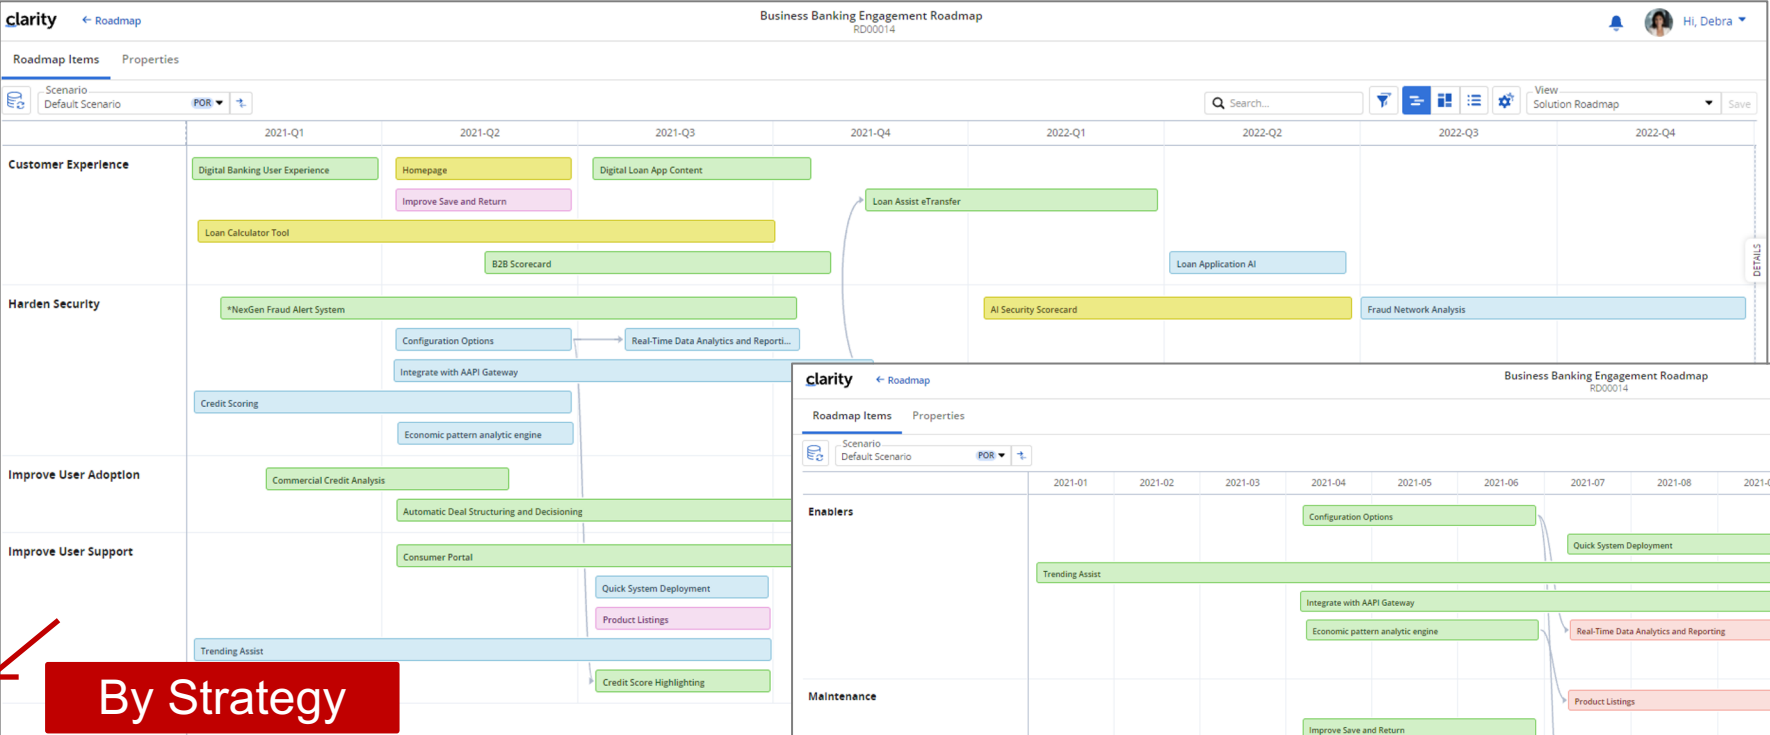 clarity
← Roadmap
Business Banking Engagement Roadmap
RD00014
Hi, Debra
Roadmap Items
Properties
Scenario
Default Scenario
POR
Search...
View
Solution Roadmap
Save
2021-Q1
2021-Q2
2021-Q3
2021-Q4
2022-Q1
2022-Q2
2022-Q3
2022-Q4
Customer Experience
Digital Banking User Experience
Homepage
Digital Loan App Content
Improve Save and Return
Loan Assist eTransfer
Loan Calculator Tool
B2B Scorecard
Loan Application AI
DETAILS
Harden Security
*NexGen Fraud Alert System
AI Security Scorecard
Fraud Network Analysis
Configuration Options
Real-Time Data Analytics and Reporti...
Integrate with AAPI Gateway
Credit Scoring
Economic pattern analytic engine
Improve User Adoption
Commercial Credit Analysis
Automatic Deal Structuring and Decisioning
Improve User Support
Consumer Portal
Quick System Deployment
Product Listings
Trending Assist
Credit Score Highlighting
By Strategy
clarity
← Roadmap
Business Banking Engagement Roadmap
RD00014
Roadmap Items
Properties
Scenario
Default Scenario
POR
2021-01
2021-02
2021-03
2021-04
2021-05
2021-06
2021-07
2021-08
Enablers
Configuration Options
Quick System Deployment
Trending Assist
Integrate with AAPI Gateway
Economic pattern analytic engine
Real-Time Data Analytics and Reporting
Maintenance
Product Listings
Improve Save and Return